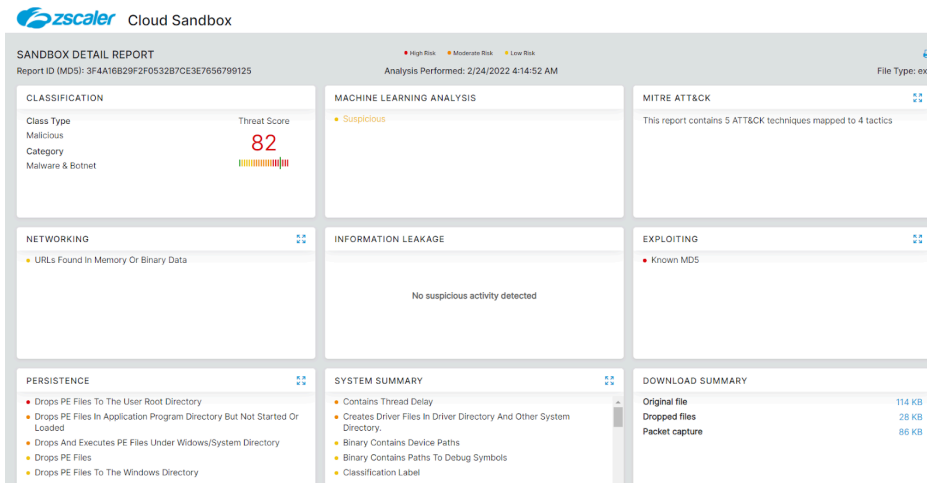 zscaler Cloud Sandbox
SANDBOX DETAIL REPORT
High Risk Moderate Risk Low Risk
Report ID (MD5): 3F4A16B29F2F0532B7CE3E7656799125
Analysis Performed: 2/24/2022 4:14:52 AM
File Type: ex
CLASSIFICATION
Class Type
Threat Score
Malicious
82
Category
Malware & Botnet
MACHINE LEARNING ANALYSIS
Suspicious
MITRE ATT&CK
This report contains 5 ATT&CK techniques mapped to 4 tactics
NETWORKING
URLs Found In Memory Or Binary Data
INFORMATION LEAKAGE
No suspicious activity detected
EXPLOITING
Known MD5
PERSISTENCE
Drops PE Files To The User Root Directory
Drops PE Files In Application Program Directory But Not Started Or
Loaded
Drops And Executes PE Files Under Widows/System Directory
Drops PE Files
Drops PE Files To The Windows Directory
SYSTEM SUMMARY
Contains Thread Delay
Creates Driver Files In Driver Directory And Other System
Directory.
Binary Contains Device Paths
Binary Contains Paths To Debug Symbols
Classification Label
DOWNLOAD SUMMARY
Original file 114 KB
Dropped files 28 KB
Packet capture 86 KB